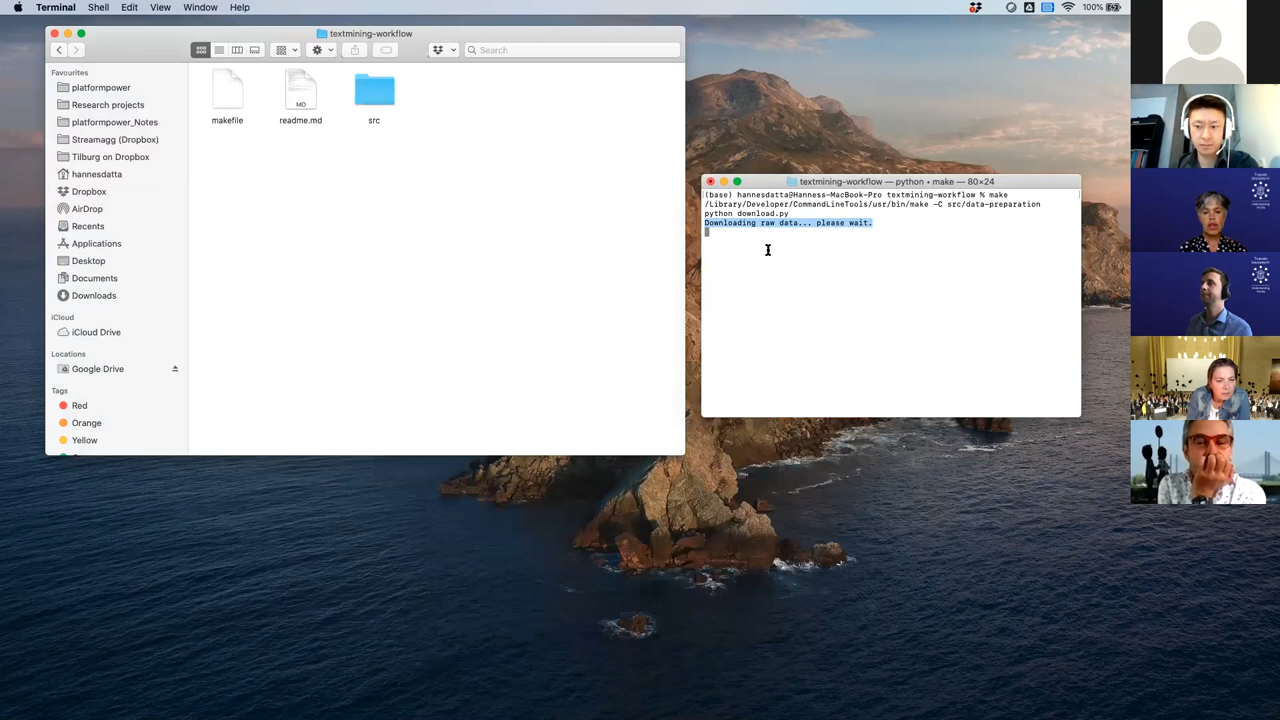 Terminal Shell Edit View Window Help
100%
textmining-workflow
Search
Favourites
platformpower
Research projects
platformpower_Notes
Streamagg (Dropbox)
Tilburg on Dropbox
hannesdatta
Dropbox
AirDrop
Recents
Applications
Desktop
Documents
Downloads
iCloud
iCloud Drive
Locations
Google Drive
Tags
Red
Orange
Yellow
MD
makefile readme.md src
textmining-workflow — python • make — 80×24
(base) hannesdatta@Hanness-MacBook-Pro textmining-workflow % make
/Library/Developer/CommandLineTools/usr/bin/make -C src/data-preparation
python download.py
Downloading raw data... please wait.